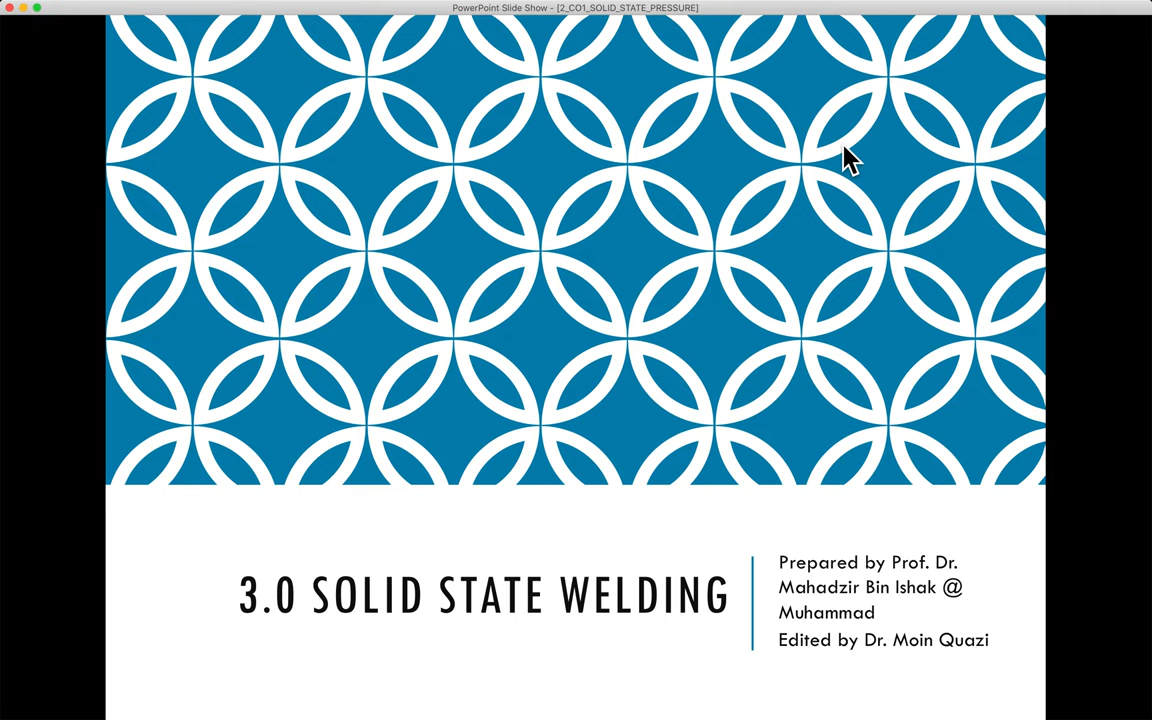 PowerPoint Slide Show - [2_CO1_SOLID_STATE_PRESSURE]
3.0 SOLID STATE WELDING
Prepared by Prof. Dr.
Mahadzir Bin Ishak @
Muhammad
Edited by Dr. Moin Quazi